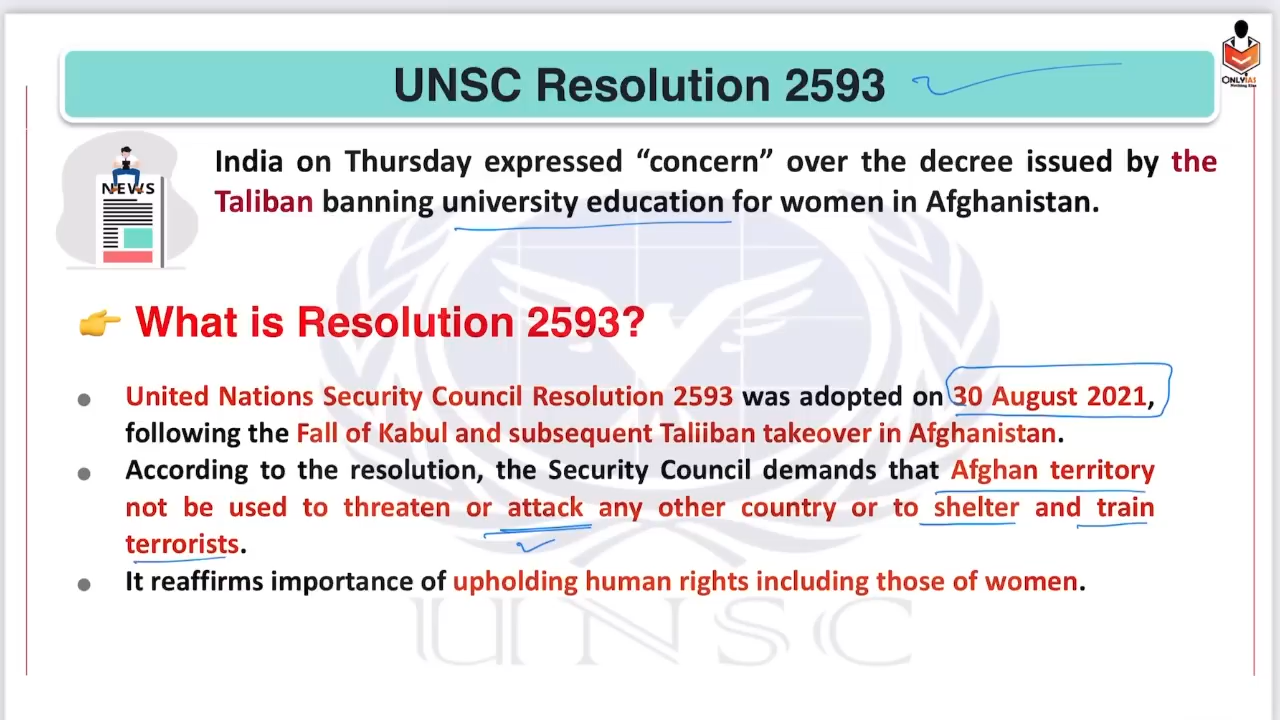 UNSC Resolution 2593
ONLYIAS
Nothing Else
NEWS
India on Thursday expressed “concern” over the decree issued by the
Taliban banning university education for women in Afghanistan.
What is Resolution 2593?
United Nations Security Council Resolution 2593 was adopted on 30 August 2021,
following the Fall of Kabul and subsequent Taliiban takeover in Afghanistan.
According to the resolution, the Security Council demands that Afghan territory
not be used to threaten or attack any other country or to shelter and train
terrorists.
It reaffirms importance of upholding human rights including those of women.
UNSC